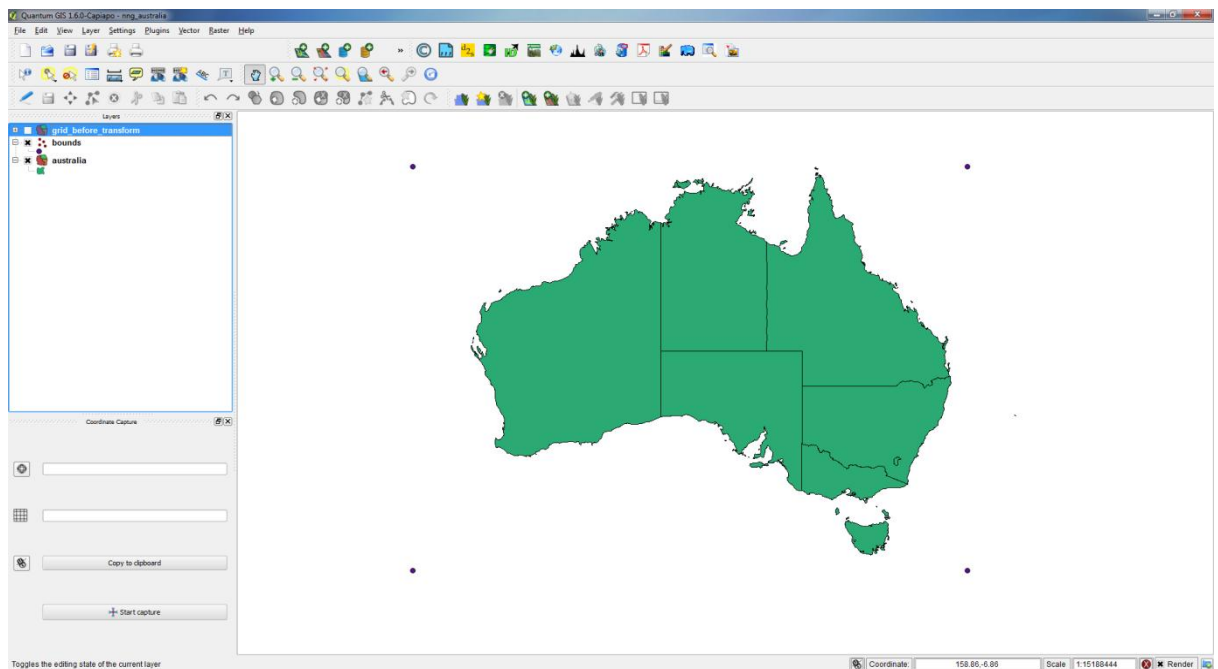 Quantum GIS 1.6.0-Capiapo - nng_australia
File Edit View Layer Settings Plugins Vector Raster Help
Layers
grid_before_transform
bounds
australia
Coordinate Capture
Copy to clipboard
Start capture
Toggles the editing state of the current layer
Coordinate: 158.86,-6.86 Scale 1:15188444 Render